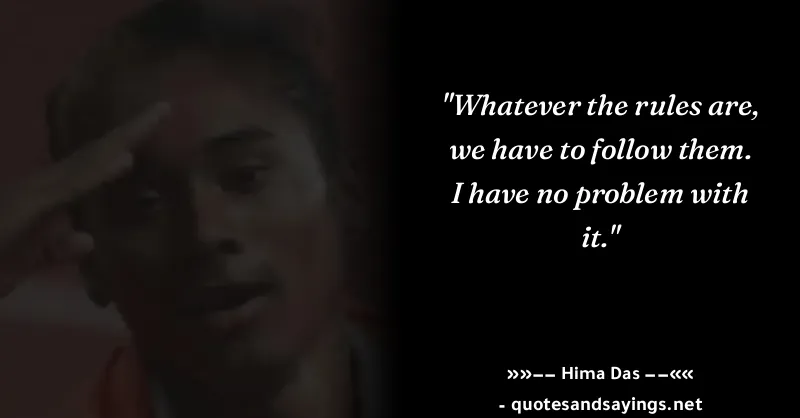 "Whatever the rules are,
we have to follow them.
I have no problem with
it."
»»—— Hima Das ——««
- quotesandsayings.net